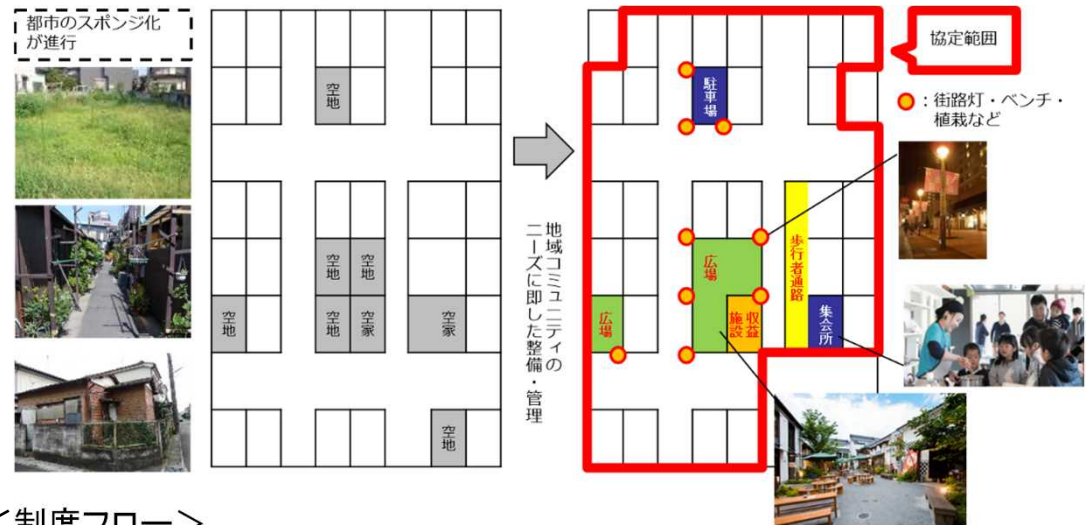 都市のスポンジ化
が進行
空地
空地
空地
空地
空地
空家
空家
空地
地域コミュニティの
ニーズに即した整備・管理
協定範囲
：街路灯・ベンチ・
植栽など
駐車場
広場
収益
施設
歩行者通路
広場
集会所
＜制度フロー＞